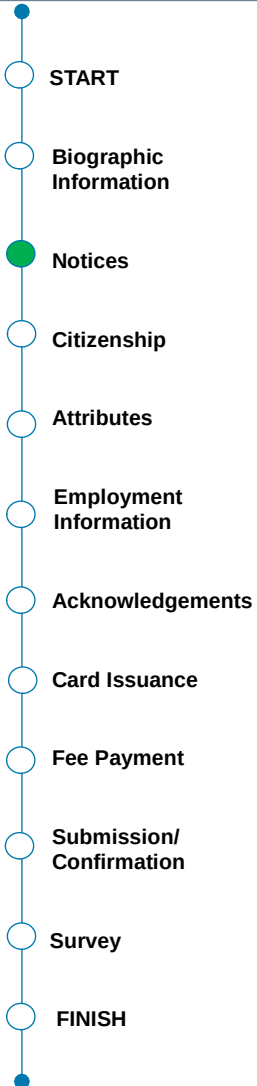 START
Biographic
Information
Notices
Citizenship
Attributes
Employment
Information
Acknowledgements
Card Issuance
Fee Payment
Submission/
Confirmation
Survey
FINISH